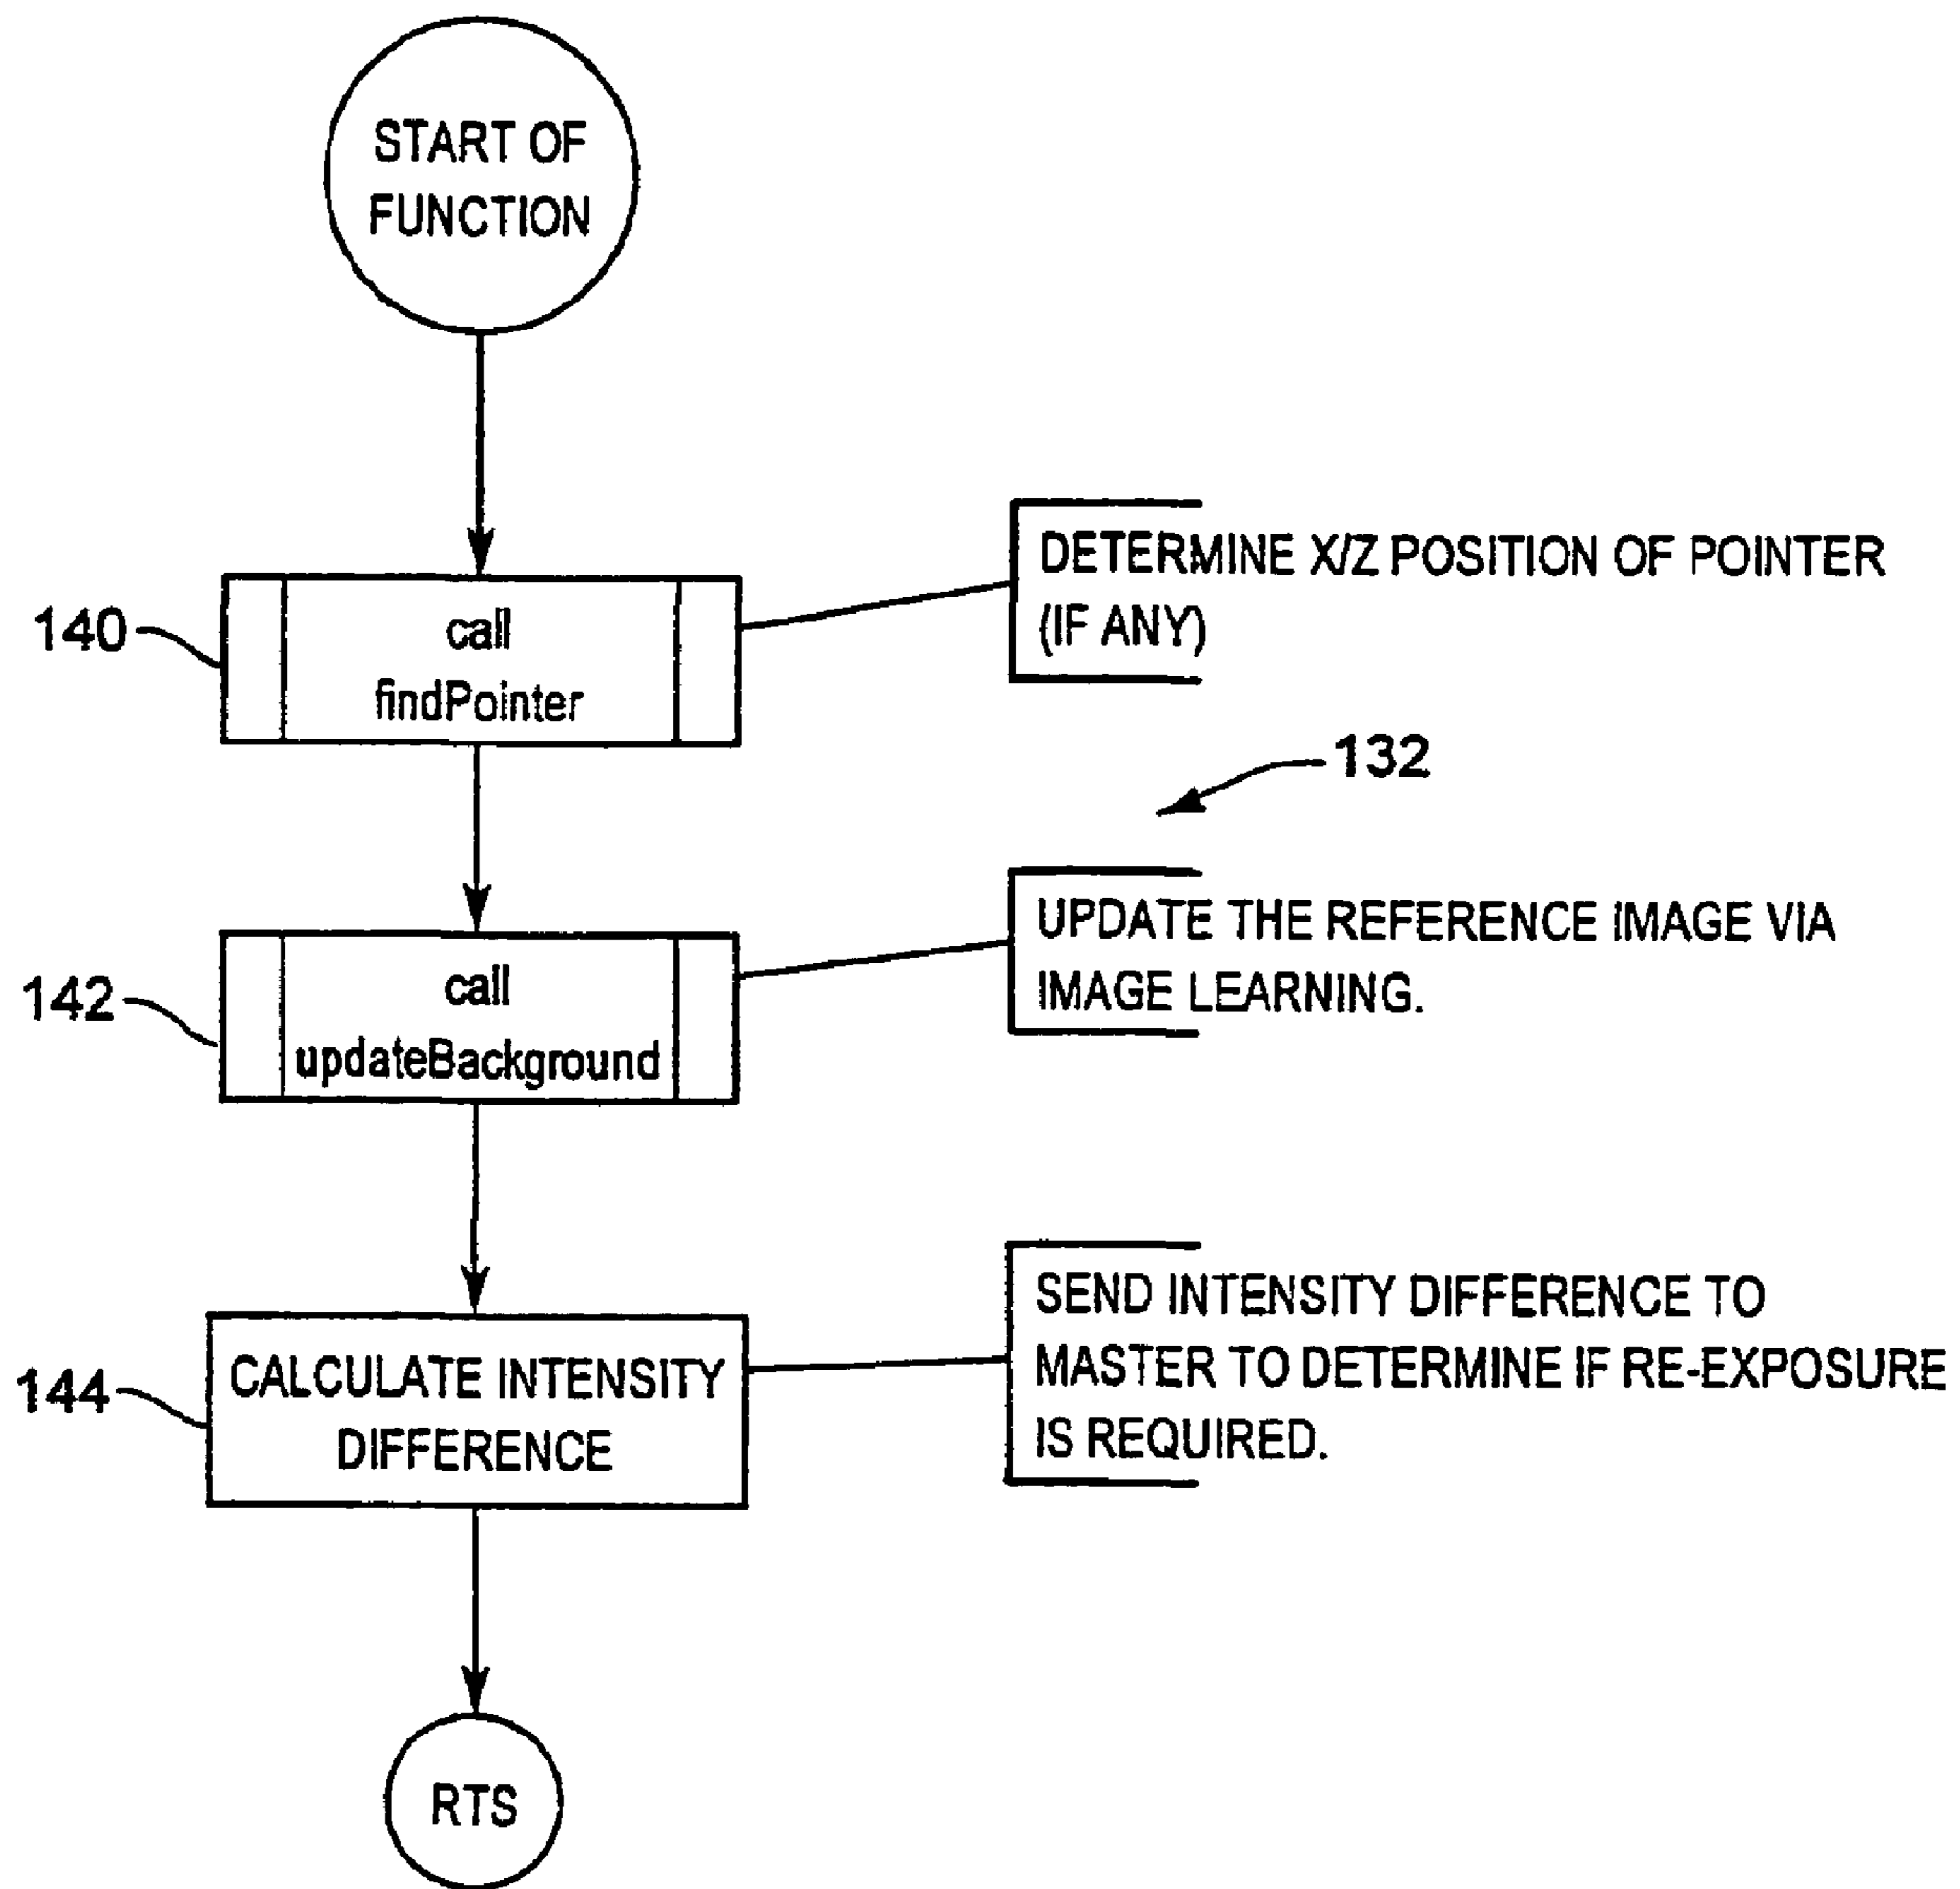 START OF
FUNCTION
DETERMINE X/Z POSITION OF POINTER
(IF ANY)
140
call
findPointer
132
UPDATE THE REFERENCE IMAGE VIA
IMAGE LEARNING.
142
call
updateBackground
SEND INTENSITY DIFFERENCE TO
MASTER TO DETERMINE IF RE-EXPOSURE
IS REQUIRED.
144
CALCULATE INTENSITY
DIFFERENCE
RTS